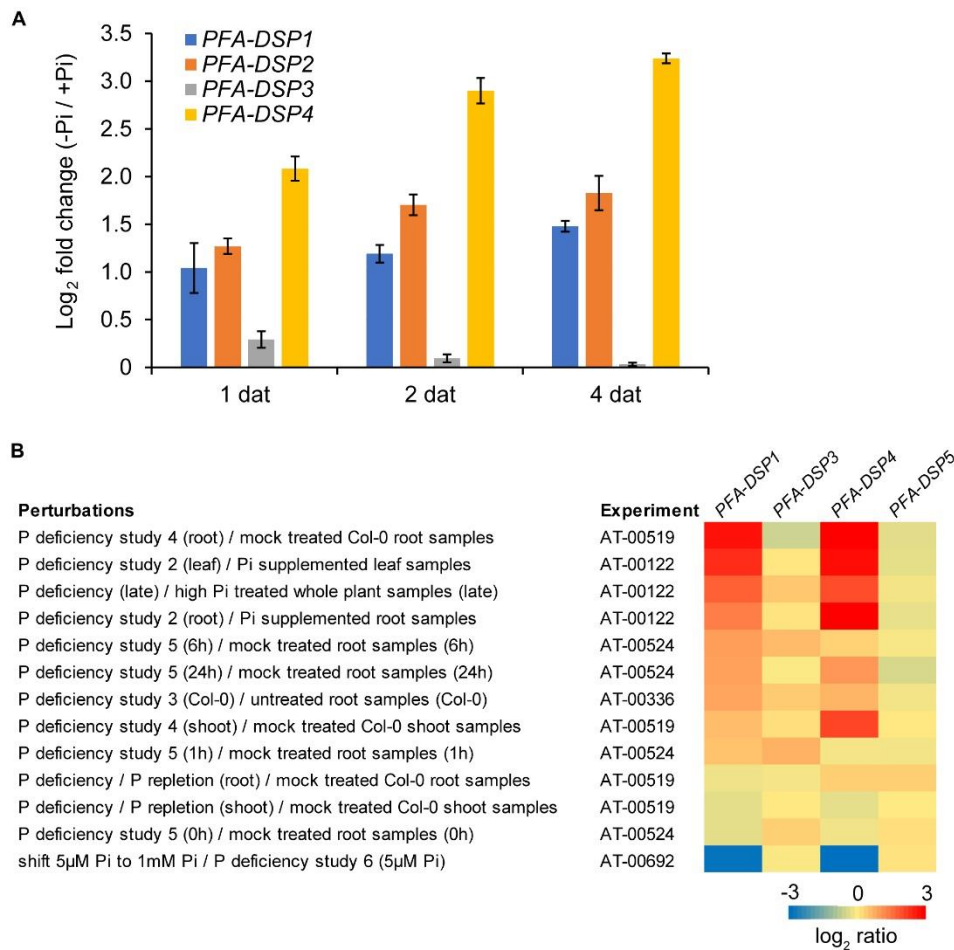 A
Log2 fold change (-Pi / +Pi)
3.5
3.0
2.5
2.0
1.5
1.0
0.5
0
PFA-DSP1
PFA-DSP2
PFA-DSP3
PFA-DSP4
1 dat 2 dat 4 dat
B
PFA-DSP1 PFA-DSP3 PFA-DSP4 PFA-DSP5
Perturbations Experiment
P deficiency study 4 (root) / mock treated Col-0 root samples AT-00519
P deficiency study 2 (leaf) / Pi supplemented leaf samples AT-00122
P deficiency (late) / high Pi treated whole plant samples (late) AT-00122
P deficiency study 2 (root) / Pi supplemented root samples AT-00122
P deficiency study 5 (6h) / mock treated root samples (6h) AT-00524
P deficiency study 5 (24h) / mock treated root samples (24h) AT-00524
P deficiency study 3 (Col-0) / untreated root samples (Col-0) AT-00336
P deficiency study 4 (shoot) / mock treated Col-0 shoot samples AT-00519
P deficiency study 5 (1h) / mock treated root samples (1h) AT-00524
P deficiency / P repletion (root) / mock treated Col-0 root samples AT-00519
P deficiency / P repletion (shoot) / mock treated Col-0 shoot samples AT-00519
P deficiency study 5 (0h) / mock treated root samples (0h) AT-00524
shift 5µM Pi to 1mM Pi / P deficiency study 6 (5µM Pi) AT-00692
-3 0 3
log2 ratio